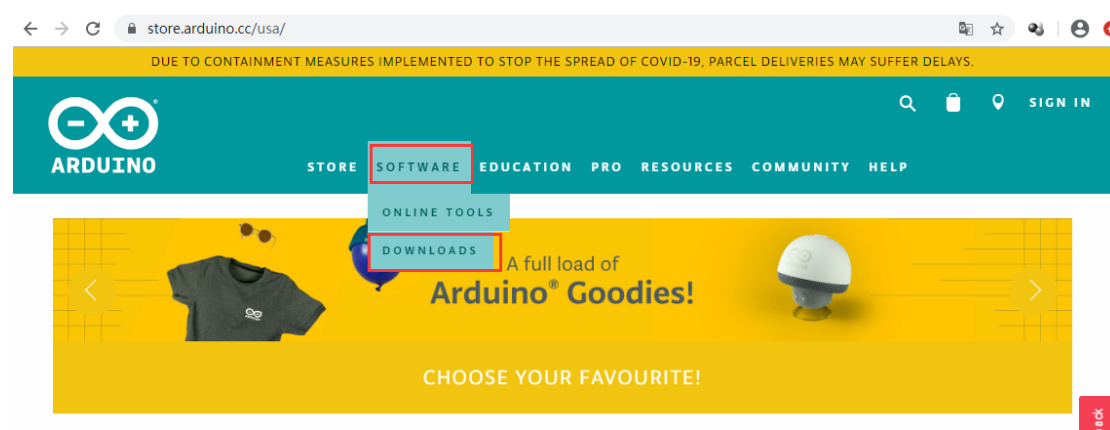 store.arduino.cc/usa/
DUE TO CONTAINMENT MEASURES IMPLEMENTED TO STOP THE SPREAD OF COVID-19, PARCEL DELIVERIES MAY SUFFER DELAYS.
SIGN IN
ARDUINO
STORE SOFTWARE EDUCATION PRO RESOURCES COMMUNITY HELP
ONLINE TOOLS
DOWNLOADS
A full load of
Arduino® Goodies!
CHOOSE YOUR FAVOURITE!